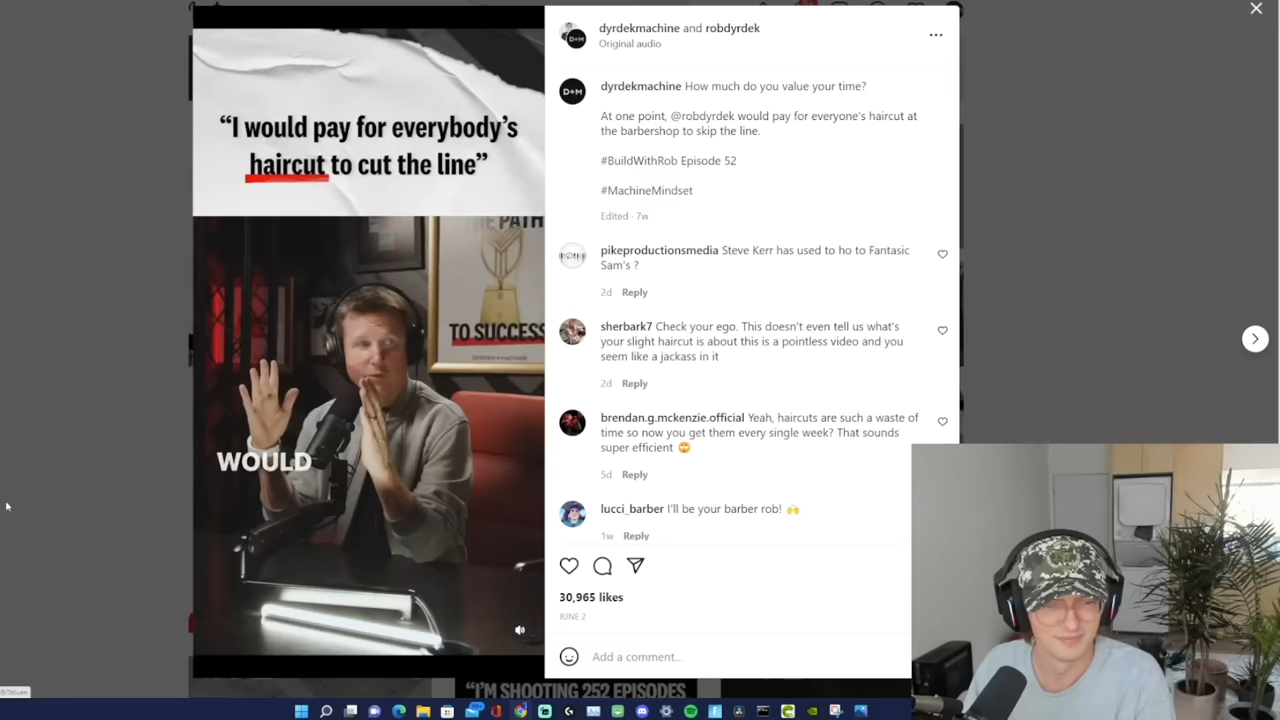 “I would pay for everybody’s
haircut to cut the line”
THE PATH
TO SUCCESS
WOULD
dyrdekmachine and robdyrdek
Original audio
dyrdekmachine How much do you value your time?
At one point, @robdyrdek would pay for everyone's haircut at
the barbershop to skip the line.
#BuildWithRob Episode 52
#MachineMindset
Edited · 7w
pikeproductionsmedia Steve Kerr has used to ho to Fantasic
Sam's ?
2d Reply
sherbark7 Check your ego. This doesn't even tell us what's
your slight haircut is about this is a pointless video and you
seem like a jackass in it
2d Reply
brendan.g.mckenzie.official Yeah, haircuts are such a waste of
time so now you get them every single week? That sounds
super efficient 🙄
5d Reply
lucci_barber I'll be your barber rob! 🙌
1w Reply
30,965 likes
JUNE 2
Add a comment...
"I'M SHOOTING 252 EPISODES